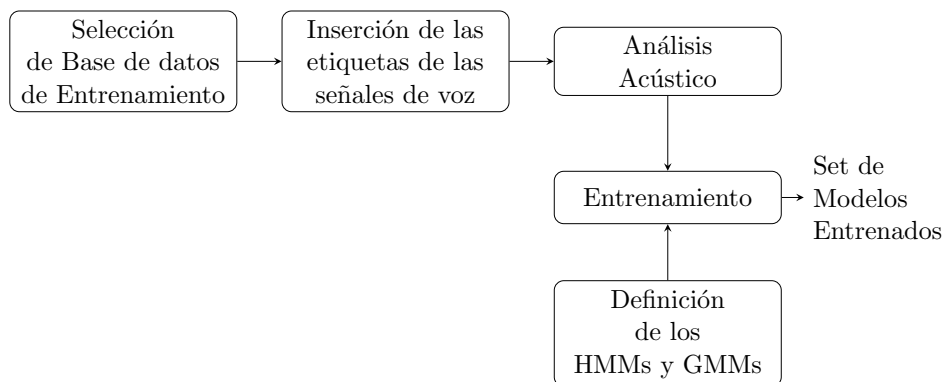 Selección
de Base de datos
de Entrenamiento
Inserción de las
etiquetas de las
señales de voz
Análisis
Acústico
Entrenamiento
Set de
Modelos
Entrenados
Definición
de los
HMMs y GMMs